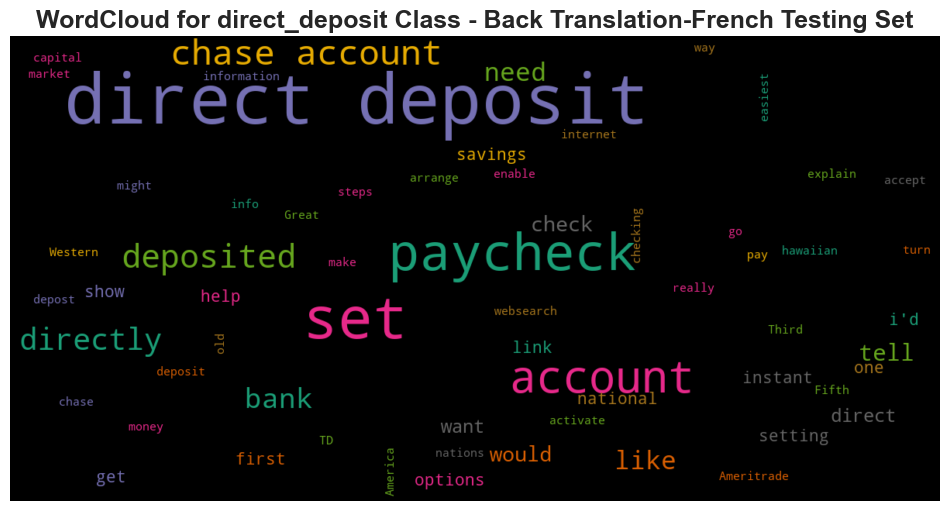 WordCloud for direct_deposit Class - Back Translation-French Testing Set
capital
chase account
way
market
information
need
easiest
direct deposit
internet
savings
arrange
enable
explain
accept
might
steps
info
Great
check
checking
go
Western
deposited
make
paycheck
pay
hawaiian
turn
depost
show
help
really
set
websearch
directly
old
link
Third
i'd
tell
deposit
account
instant
one
Fifth
chase
bank
national
direct
money
TD
want
activate
setting
get
first
America
nations
would
like
options
Ameritrade